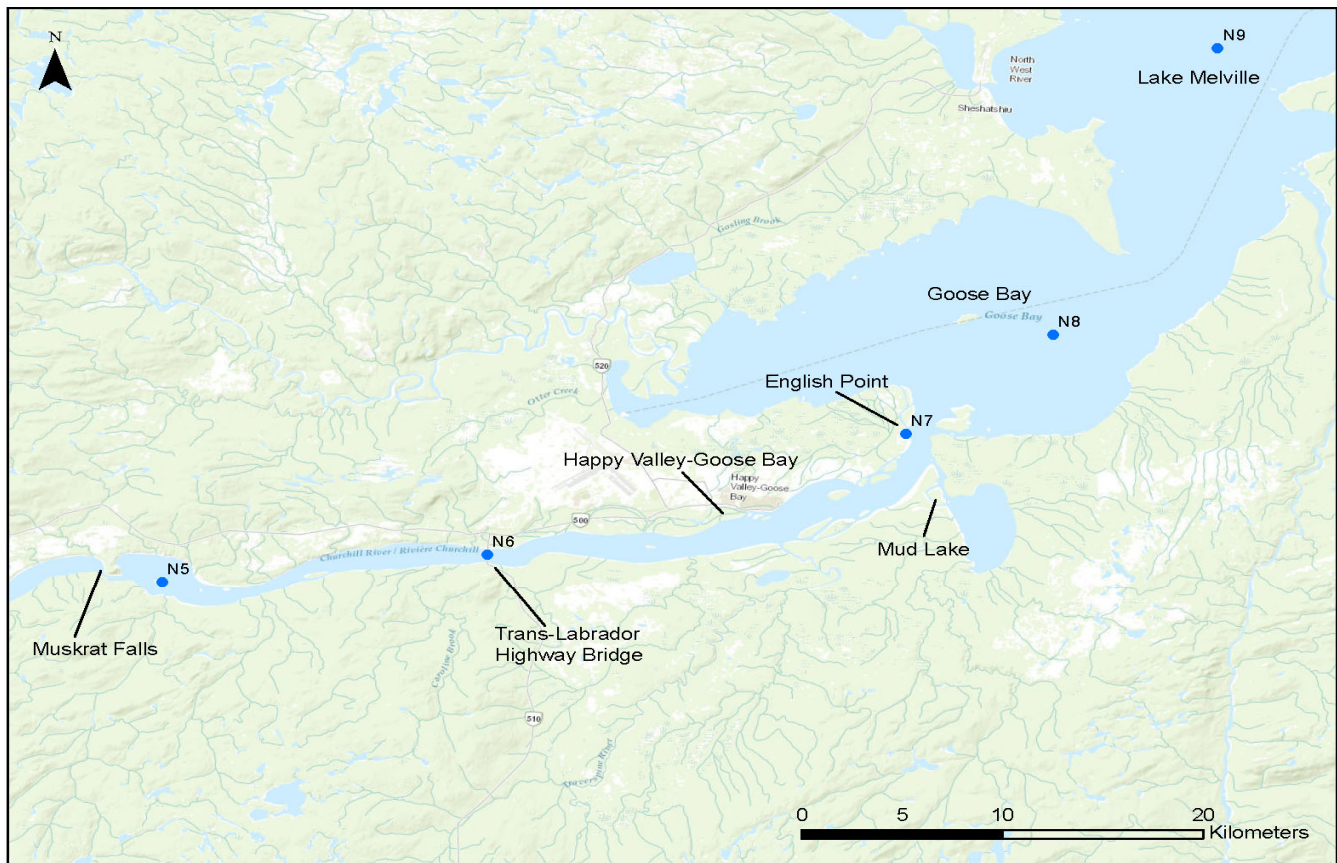 N
N9
North
West
River
Lake Melville
Sheshatshiu
Gosling Brook
Goose Bay
Goose Bay
N8
520
English Point
Otter Creek
N7
Happy Valley-Goose Bay
Happy
Valley-Goose
Bay
500
Churchill River / Rivière Churchill
N6
Mud Lake
N5
Muskrat Falls
Trans-Labrador
Highway Bridge
Caroline Brook
510
0 5 10 20
Kilometers